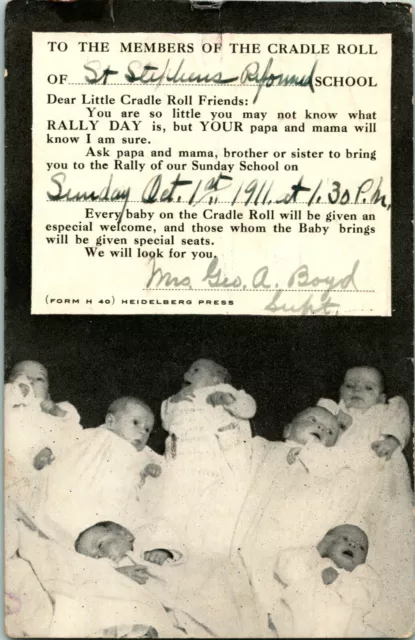 TO THE MEMBERS OF THE CRADLE ROLL
OF St Stephens Reformed SCHOOL
Dear Little Cradle Roll Friends:
You are so little you may not know what
RALLY DAY is, but YOUR papa and mama will
know I am sure.
Ask papa and mama, brother or sister to bring
you to the Rally of our Sunday School on
Sunday Oct. 1st, 1911. at 1.30 P.M.
Every baby on the Cradle Roll will be given an
especial welcome, and those whom the Baby brings
will be given special seats.
We will look for you.
Mrs Geo. A. Boyd
Supt.
(FORM H 40) HEIDELBERG PRESS